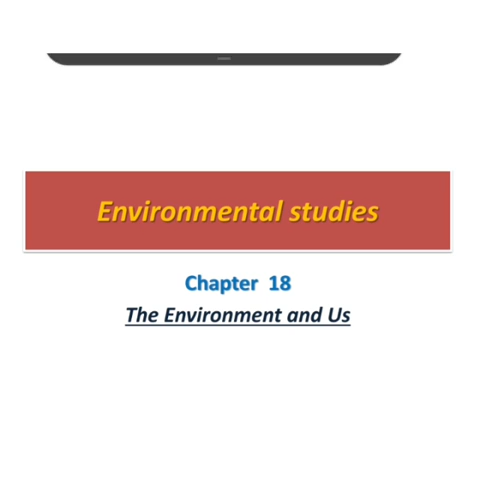 Environmental studies
Chapter 18
The Environment and Us